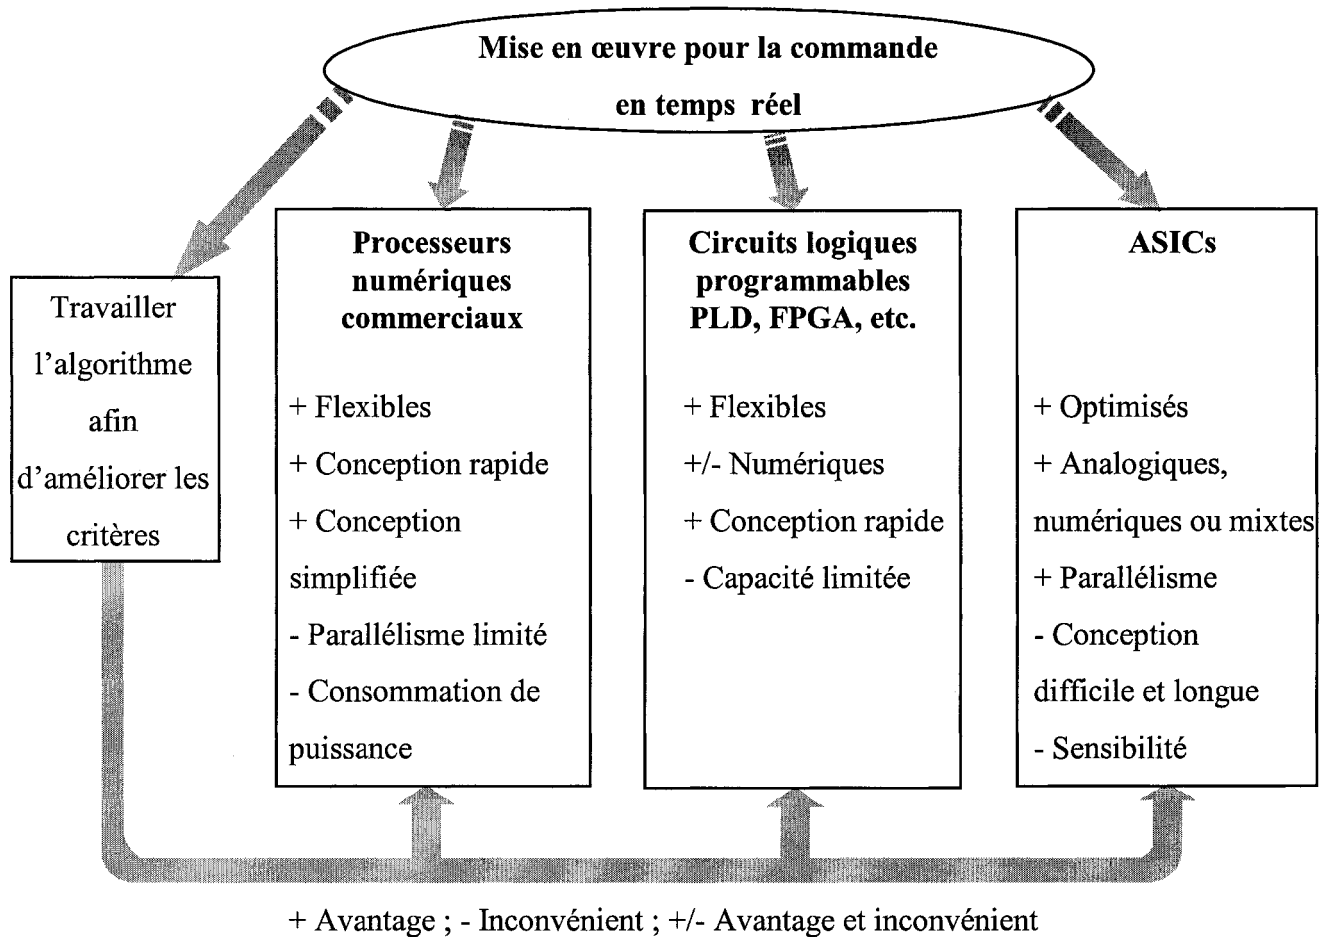 Mise en œuvre pour la commande
en temps réel
Travailler
l’algorithme
afin
d’améliorer les
critères
Processeurs
numériques
commerciaux
+ Flexibles
+ Conception rapide
+ Conception
simplifiée
- Parallélisme limité
- Consommation de
puissance
Circuits logiques
programmables
PLD, FPGA, etc.
+ Flexibles
+/- Numériques
+ Conception rapide
- Capacité limitée
ASICs
+ Optimisés
+ Analogiques,
numériques ou mixtes
+ Parallélisme
- Conception
difficile et longue
- Sensibilité
+ Avantage ; - Inconvénient ; +/- Avantage et inconvénient